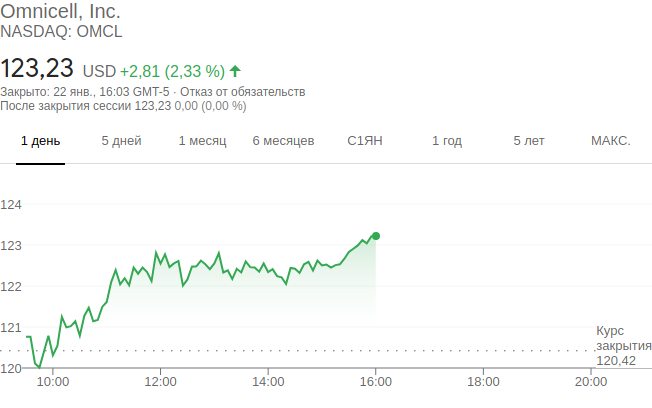 Omnicell, Inc.
NASDAQ: OMCL
123,23 USD +2,81 (2,33 %)
Закрыто: 22 янв., 16:03 GMT-5 · Отказ от обязательств
После закрытия сессии 123,23 0,00 (0,00 %)
1 день 5 дней 1 месяц 6 месяцев С1ЯН 1 год 5 лет МАКС.
124
123
122
121
Курс
закрытия
120,42
120
10:00 12:00 14:00 16:00 18:00 20:00